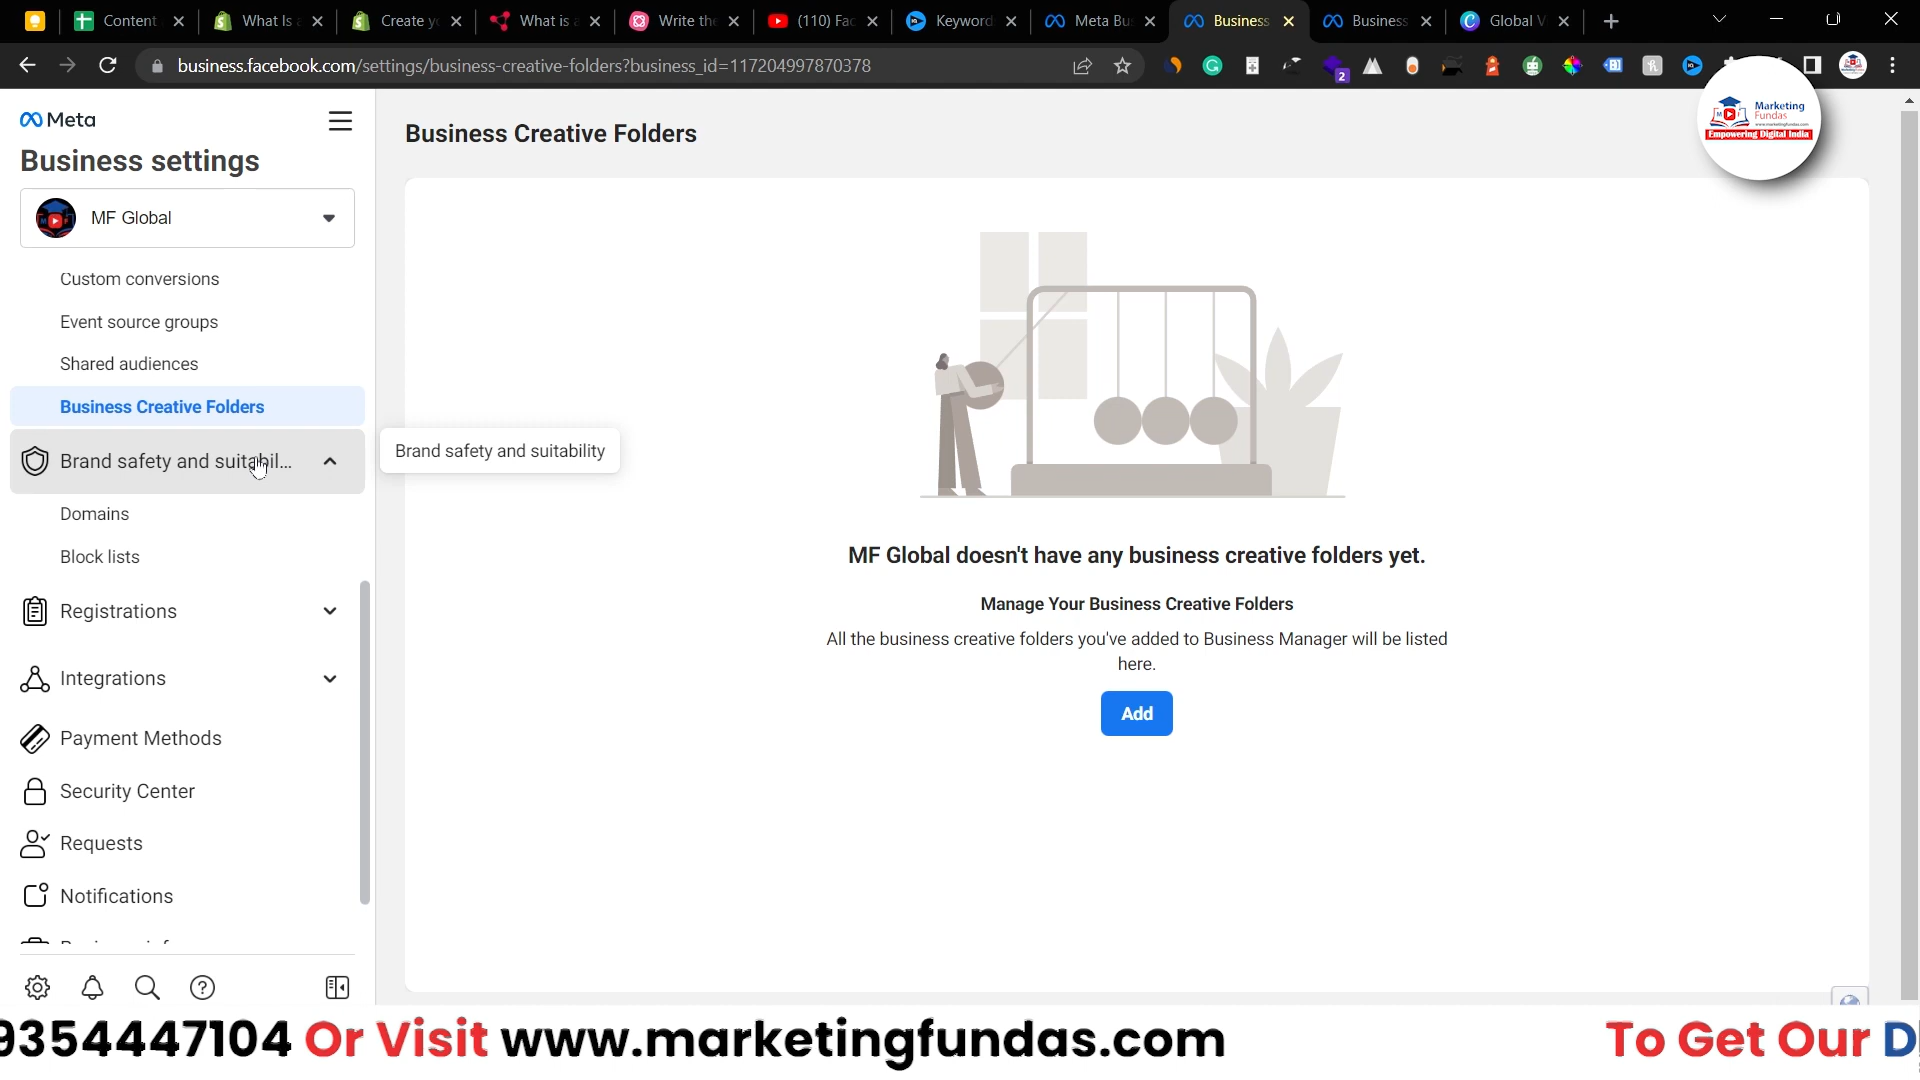 Content
What Is
Create y
What is
Write the
(110) Fac
Keyword
Meta Bu
Business
Business
Global V
business.facebook.com/settings/business-creative-folders?business_id=117204997870378
2
Marketing
Fundas
www.marketingfundas.com
Empowering Digital India
Meta
Business settings
MF Global
Custom conversions
Event source groups
Shared audiences
Business Creative Folders
Brand safety and suitabil...
Brand safety and suitability
Domains
Block lists
Registrations
Integrations
Payment Methods
Security Center
Requests
Notifications
Business Creative Folders
MF Global doesn't have any business creative folders yet.
Manage Your Business Creative Folders
All the business creative folders you've added to Business Manager will be listed
here.
Add
9354447104 Or Visit www.marketingfundas.com
To Get Our D